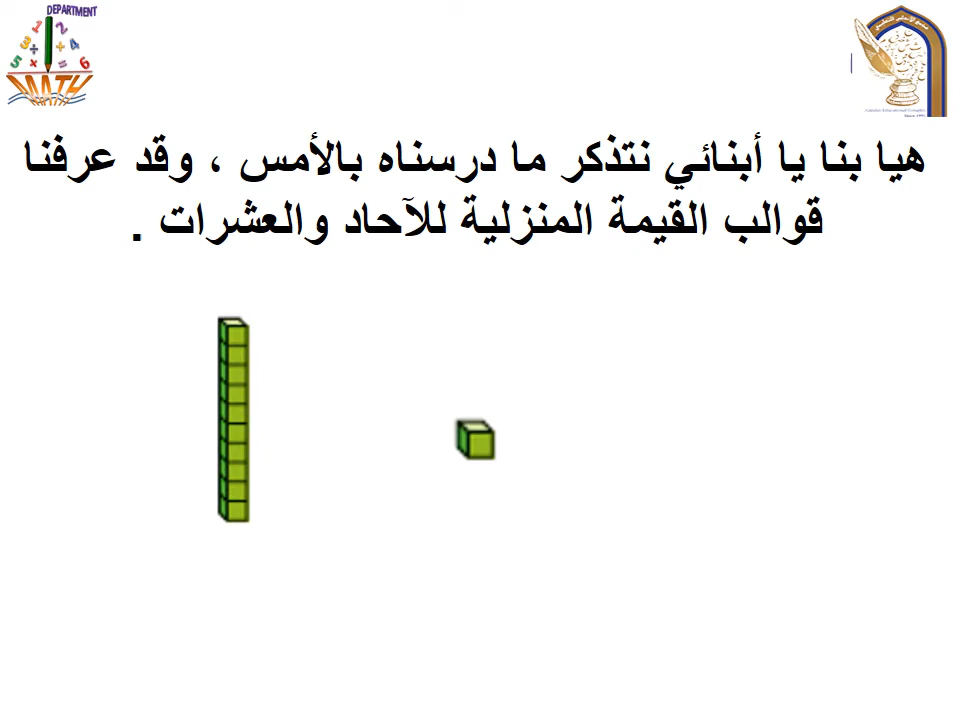 DEPARTMENT
MATH
هيا بنا يا أبنائي نتذكر ما درسناه بالأمس ، وقد عرفنا
قوالب القيمة المنزلية للآحاد والعشرات .